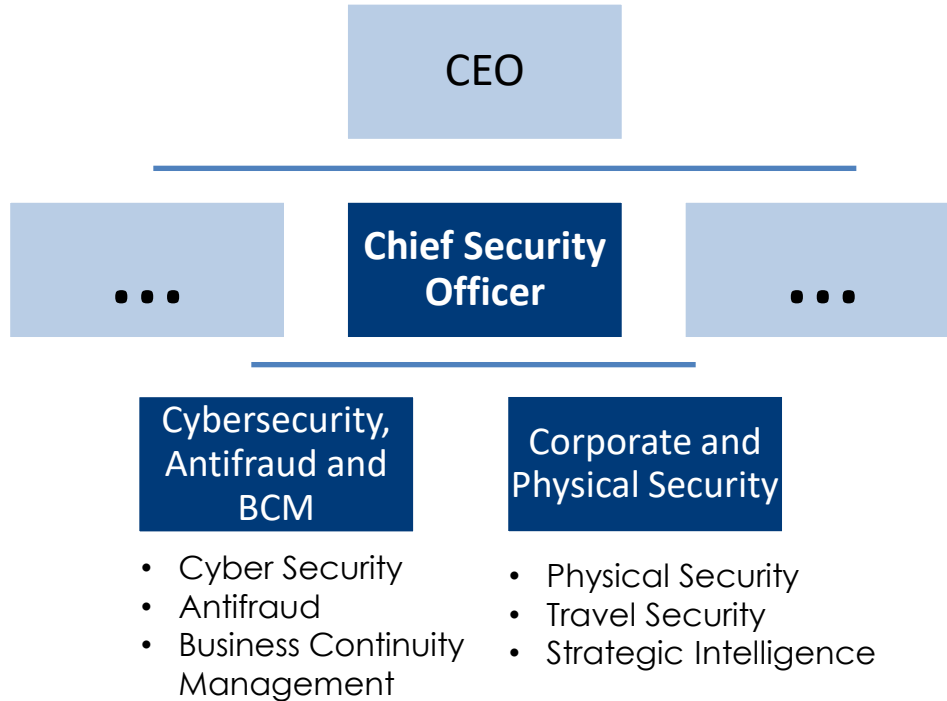 CEO
...
Chief Security
Officer
...
Cybersecurity,
Antifraud and
BCM
Corporate and
Physical Security
• Cyber Security
• Antifraud
• Business Continuity
Management
• Physical Security
• Travel Security
• Strategic Intelligence